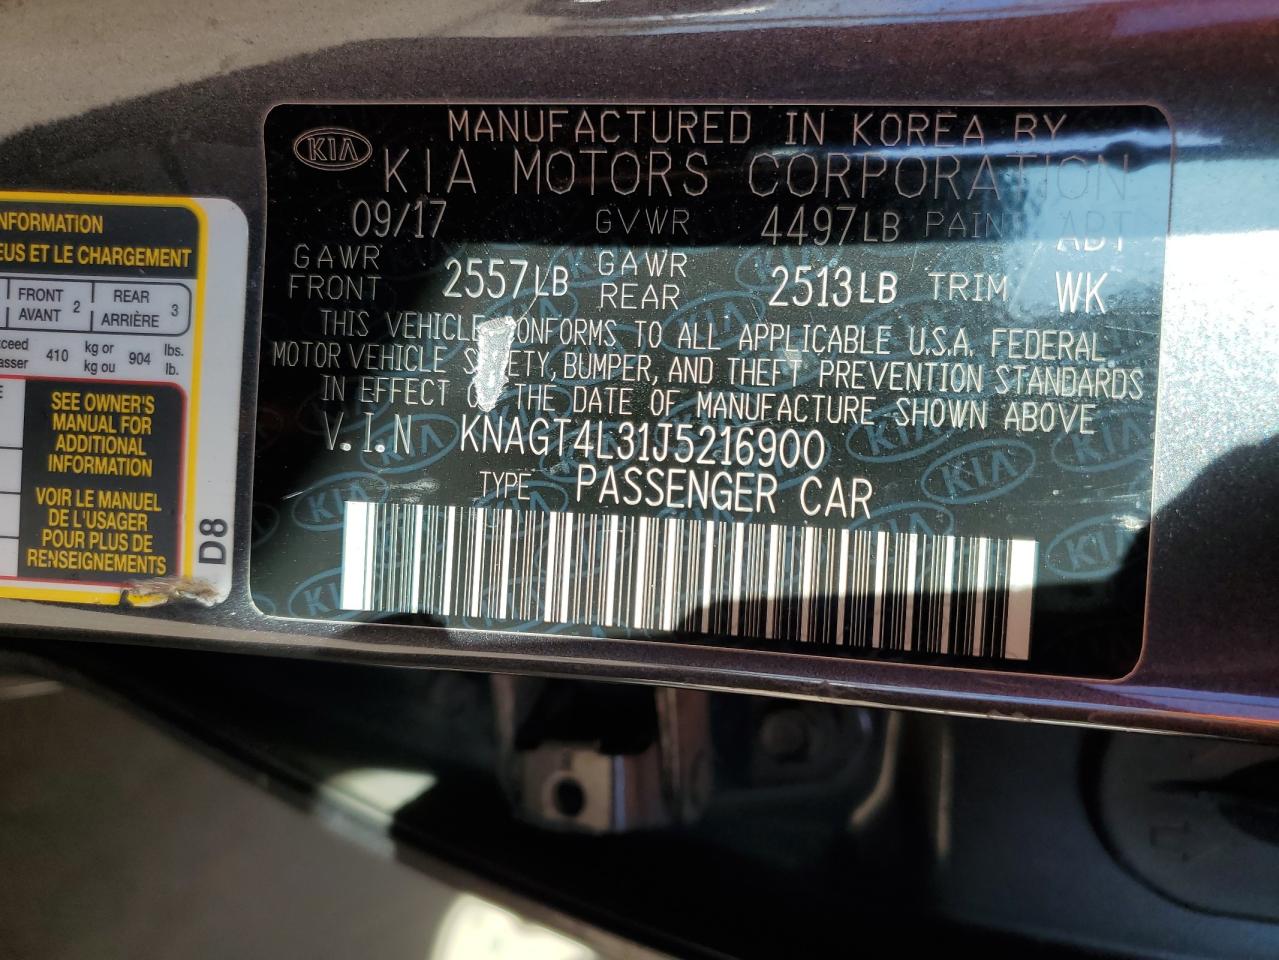 MANUFACTURED IN KOREA BY
KIA KIA MOTORS CORPORATION
09/17 GVWR 4497LB PAINT ABT
GAWR FRONT 2557LB GAWR REAR 2513LB TRIM WK
THIS VEHICLE CONFORMS TO ALL APPLICABLE U.S.A. FEDERAL
MOTOR VEHICLE SAFETY, BUMPER, AND THEFT PREVENTION STANDARDS
IN EFFECT ON THE DATE OF MANUFACTURE SHOWN ABOVE
V.I.N KNAGT4L31J5216900
TYPE PASSENGER CAR
NFORMATION
EUS ET LE CHARGEMENT
FRONT AVANT 2 REAR ARRIÈRE 3
xceed
asser 410 kg or kg ou 904 lbs. lb.
SEE OWNER'S
MANUAL FOR
ADDITIONAL
INFORMATION
VOIR LE MANUEL
DE L'USAGER
POUR PLUS DE
RENSEIGNEMENTS
D8